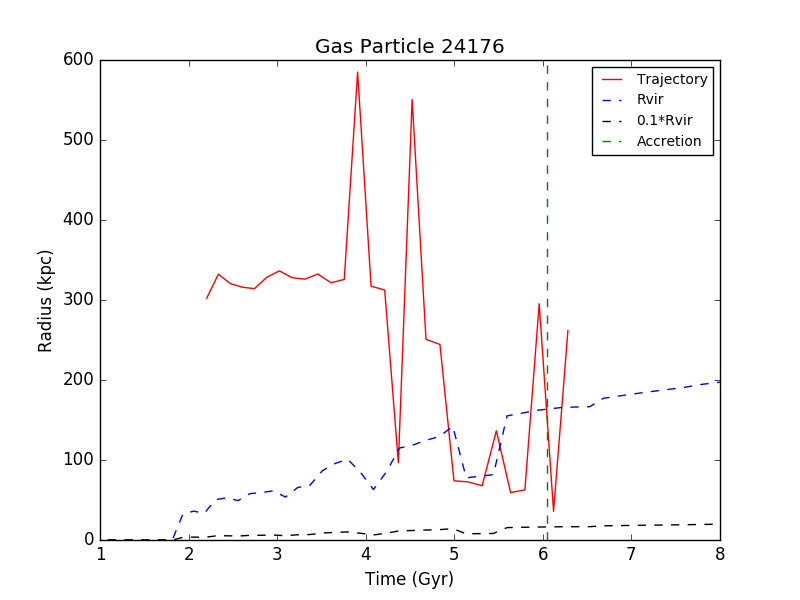 Gas Particle 24176
Radius (kpc)
600
500
400
300
200
100
0
Trajectory
Rvir
0.1*Rvir
Accretion
1 2 3 4 5 6 7 8
Time (Gyr)